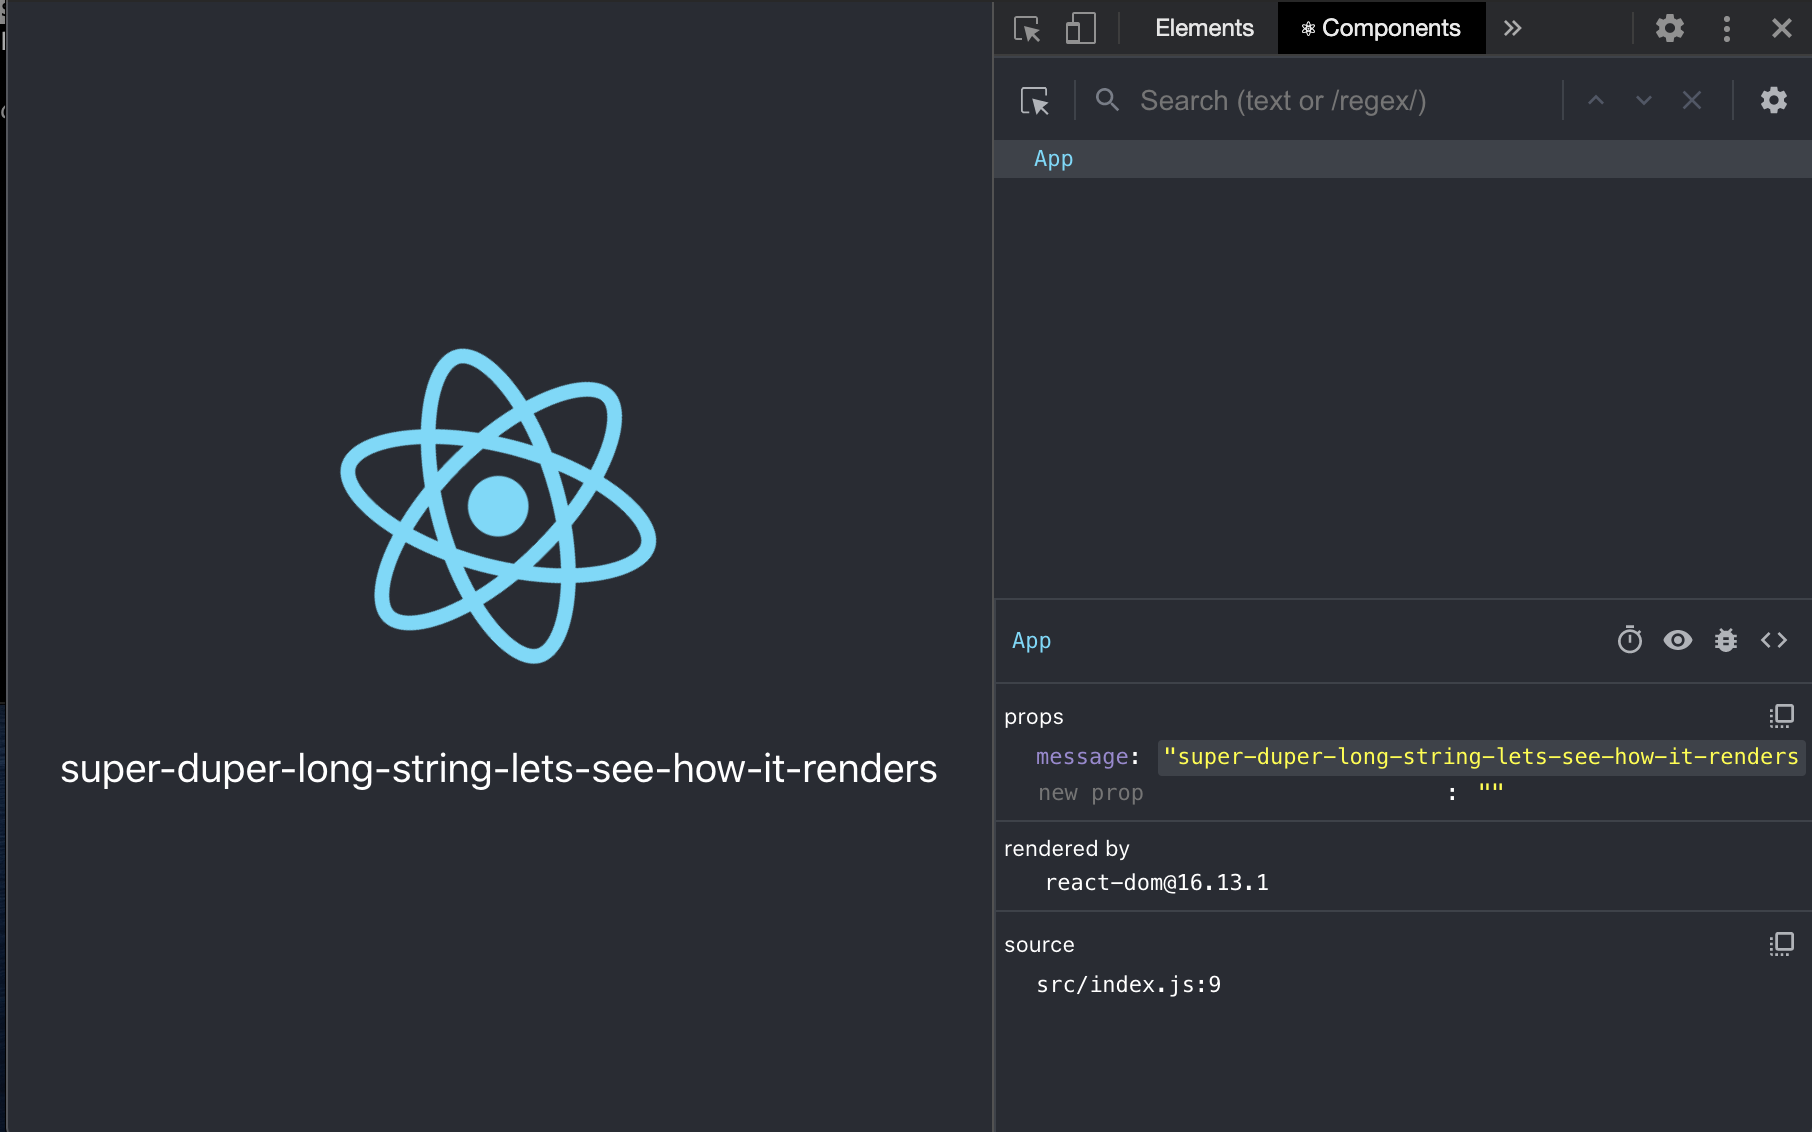 Elements
Components
Search (text or /regex/)
App
super-duper-long-string-lets-see-how-it-renders
App
props
message: "super-duper-long-string-lets-see-how-it-renders
new prop : ""
rendered by
react-dom@16.13.1
source
src/index.js:9